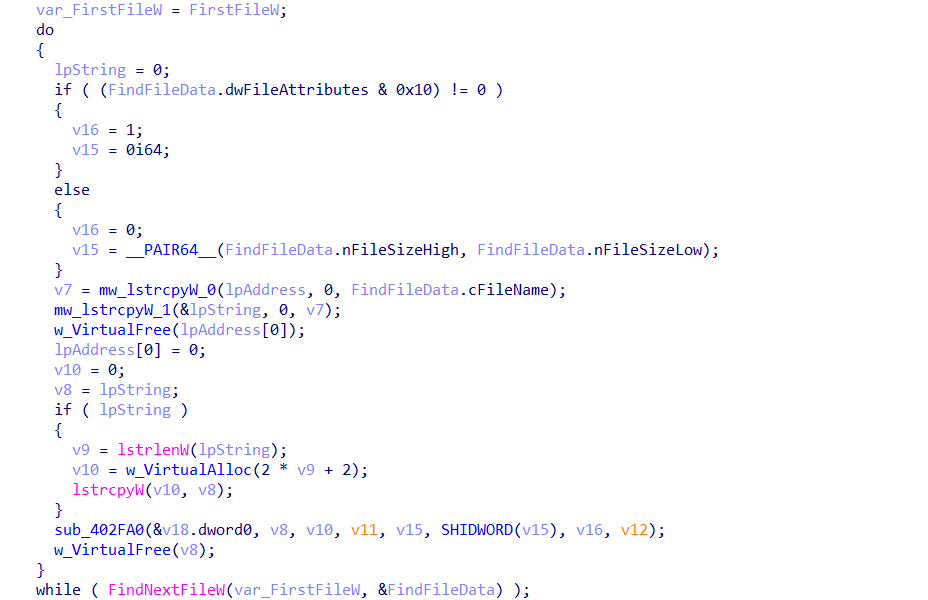 var_FirstFileW = FirstFileW;
do
{
lpString = 0;
if ( (FindFileData.dwFileAttributes & 0x10) != 0 )
{
v16 = 1;
v15 = 0i64;
}
else
{
v16 = 0;
v15 = __PAIR64__(FindFileData.nFileSizeHigh, FindFileData.nFileSizeLow);
}
v7 = mw_lstrcpyW_0(lpAddress, 0, FindFileData.cFileName);
mw_lstrcpyW_1(&lpString, 0, v7);
w_VirtualFree(lpAddress[0]);
lpAddress[0] = 0;
v10 = 0;
v8 = lpString;
if ( lpString )
{
v9 = lstrlenW(lpString);
v10 = w_VirtualAlloc(2 * v9 + 2);
lstrcpyW(v10, v8);
}
sub_402FA0(&v18.dword0, v8, v10, v11, v15, SHIDWORD(v15), v16, v12);
w_VirtualFree(v8);
}
while ( FindNextFileW(var_FirstFileW, &FindFileData) );